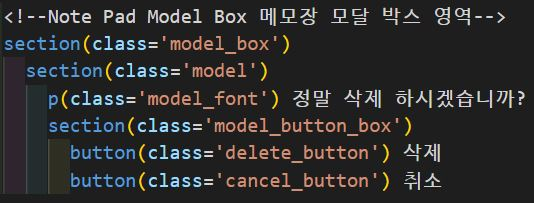 <!--Note Pad Model Box 메모장 모달 박스 영역-->
section(class='model_box')
section(class='model')
p(class='model_font') 정말 삭제 하시겠습니까?
section(class='model_button_box')
button(class='delete_button') 삭제
button(class='cancel_button') 취소